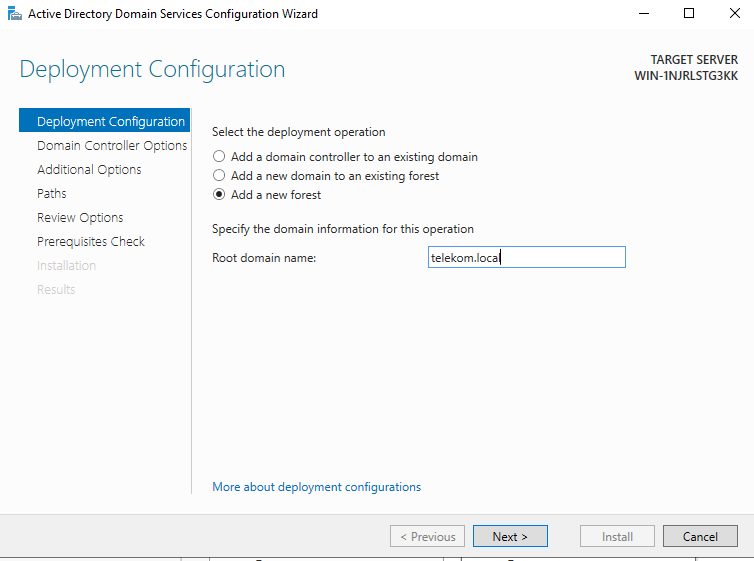 Active Directory Domain Services Configuration Wizard
Deployment Configuration
TARGET SERVER
WIN-1NJRLSTG3KK
Deployment Configuration
Domain Controller Options
Additional Options
Paths
Review Options
Prerequisites Check
Installation
Results
Select the deployment operation
Add a domain controller to an existing domain
Add a new domain to an existing forest
Add a new forest
Specify the domain information for this operation
Root domain name: telekom.local
More about deployment configurations
< Previous Next > Install Cancel